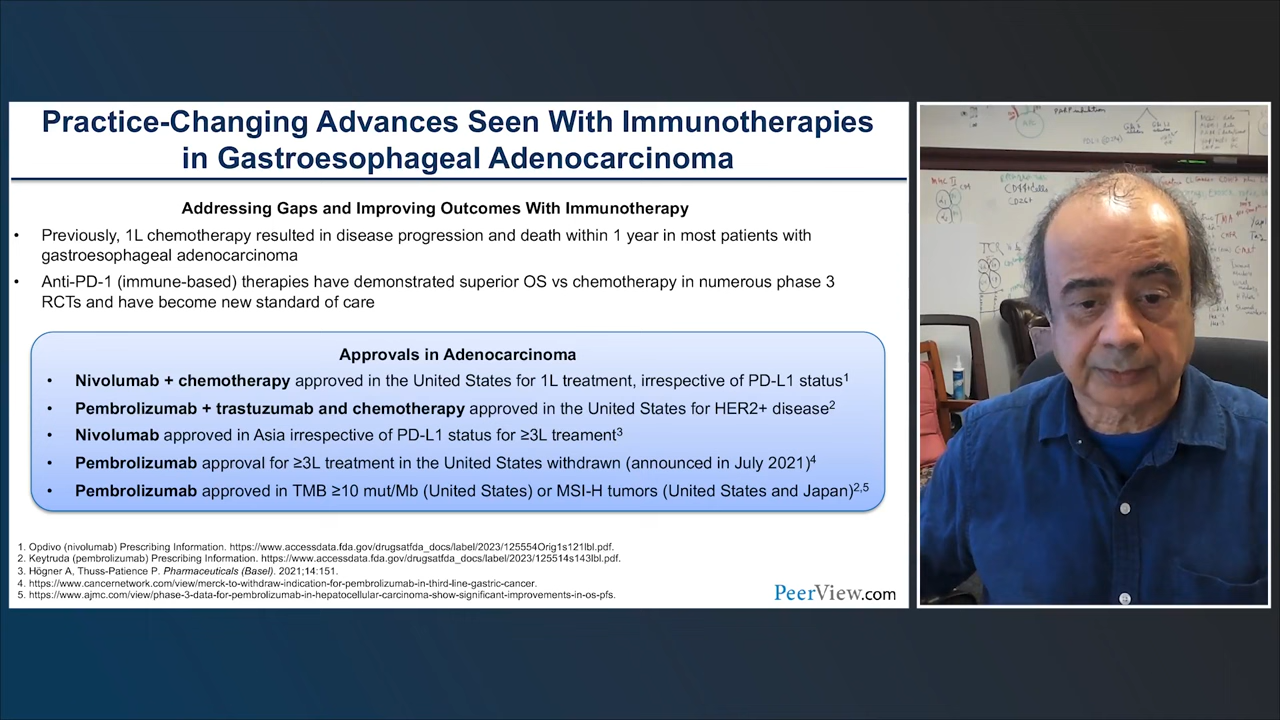 Practice-Changing Advances Seen With Immunotherapies
in Gastroesophageal Adenocarcinoma
Addressing Gaps and Improving Outcomes With Immunotherapy
• Previously, 1L chemotherapy resulted in disease progression and death within 1 year in most patients with
gastroesophageal adenocarcinoma
• Anti-PD-1 (immune-based) therapies have demonstrated superior OS vs chemotherapy in numerous phase 3
RCTs and have become new standard of care
Approvals in Adenocarcinoma
• Nivolumab + chemotherapy approved in the United States for 1L treatment, irrespective of PD-L1 status1
• Pembrolizumab + trastuzumab and chemotherapy approved in the United States for HER2+ disease2
• Nivolumab approved in Asia irrespective of PD-L1 status for ≥3L treament3
• Pembrolizumab approval for ≥3L treatment in the United States withdrawn (announced in July 2021)4
• Pembrolizumab approved in TMB ≥10 mut/Mb (United States) or MSI-H tumors (United States and Japan)2,5
1. Opdivo (nivolumab) Prescribing Information. https://www.accessdata.fda.gov/drugsatfda_docs/label/2023/125554Orig1s121lbl.pdf.
2. Keytruda (pembrolizumab) Prescribing Information. https://www.accessdata.fda.gov/drugsatfda_docs/label/2023/125514s143lbl.pdf.
3. Högner A, Thuss-Patience P. Pharmaceuticals (Basel). 2021;14:151.
4. https://www.cancernetwork.com/view/merck-to-withdraw-indication-for-pembrolizumab-in-third-line-gastric-cancer.
5. https://www.ajmc.com/view/phase-3-data-for-pembrolizumab-in-hepatocellular-carcinoma-show-significant-improvements-in-os-pfs.
PeerView.com
MHC II
CD4+ Cells
TCR
TMA